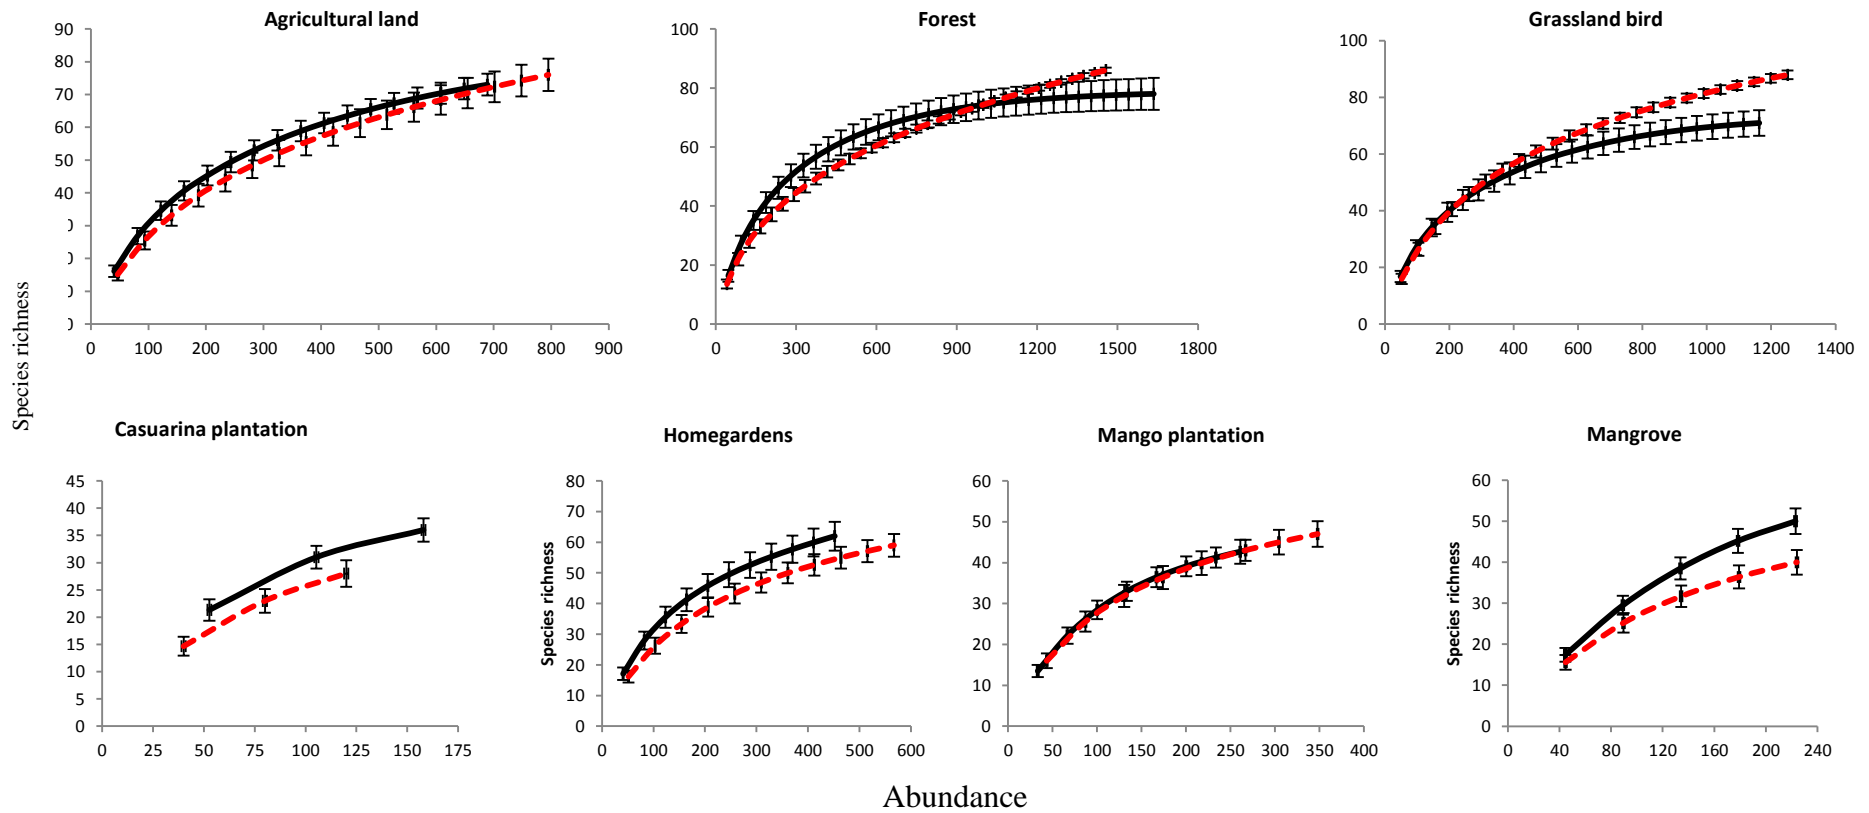 Agricultural land
Forest
Grassland bird
90
80
70
60
50
40
0 100 200 300 400 500 600 700 800 900
100
80
60
40
20
0
0 300 600 900 1200 1500 1800
100
80
60
40
20
0
0 200 400 600 800 1000 1200 1400
Species richness
Casuarina plantation
Homegardens
Mango plantation
Mangrove
45
40
35
30
25
20
15
10
5
0
0 25 50 75 100 125 150 175
Species richness
80
70
60
50
40
30
20
10
0
0 100 200 300 400 500 600
60
50
40
30
20
10
0
0 50 100 150 200 250 300 350 400
Species richness
60
50
40
30
20
10
0
0 40 80 120 160 200 240
Abundance